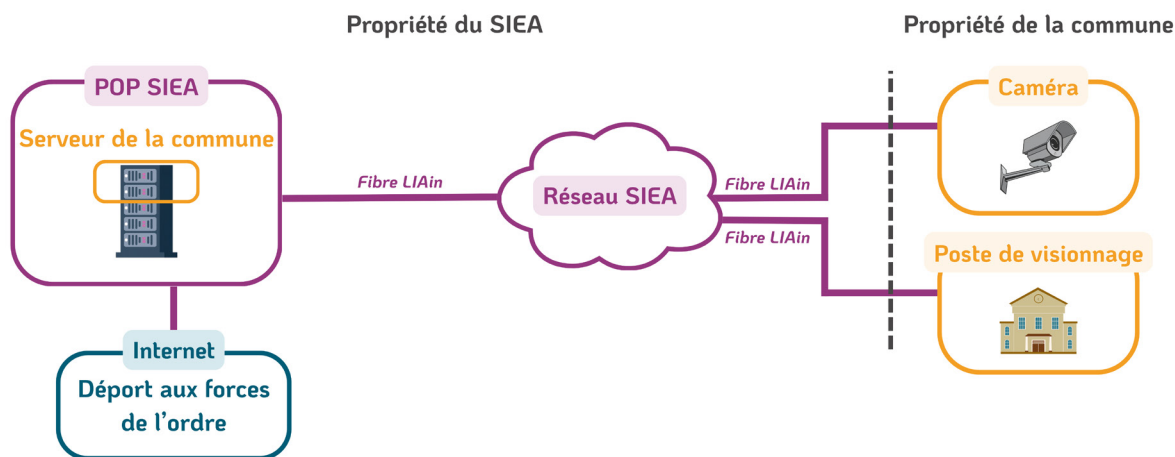 Propriété du SIEA
Propriété de la commune
POP SIEA
Serveur de la commune
Fibre LIAin
Réseau SIEA
Fibre LIAin
Fibre LIAin
Caméra
Poste de visionnage
Internet
Déport aux forces
de l'ordre